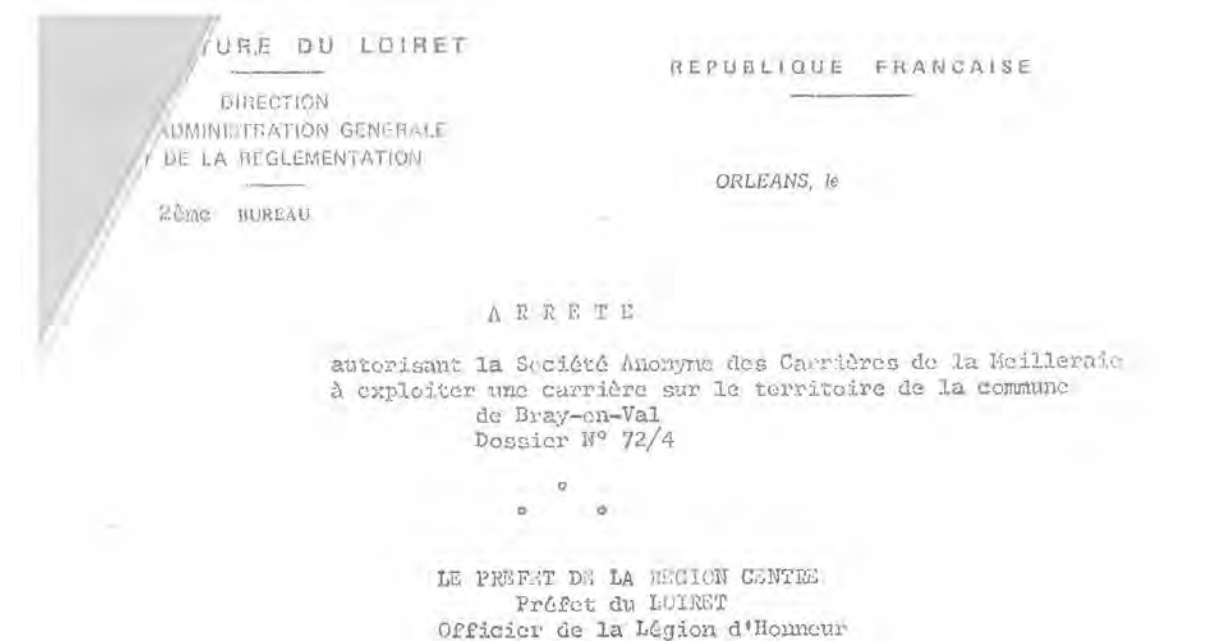 TURE DU LOIRET
DIRECTION
ADMINISTRATION GENERALE
DE LA REGLEMENTATION
2ème BUREAU
REPUBLIQUE FRANCAISE
ORLEANS, le
ARRETE
autorisant la Société Anonyme des Carrières de la Meilleraie
à exploiter une carrière sur le territoire de la commune
de Bray-en-Val
Dossier N° 72/4
LE PREFET DE LA REGION CENTRE
Préfet du LOIRET
Officier de la Légion d'Honneur